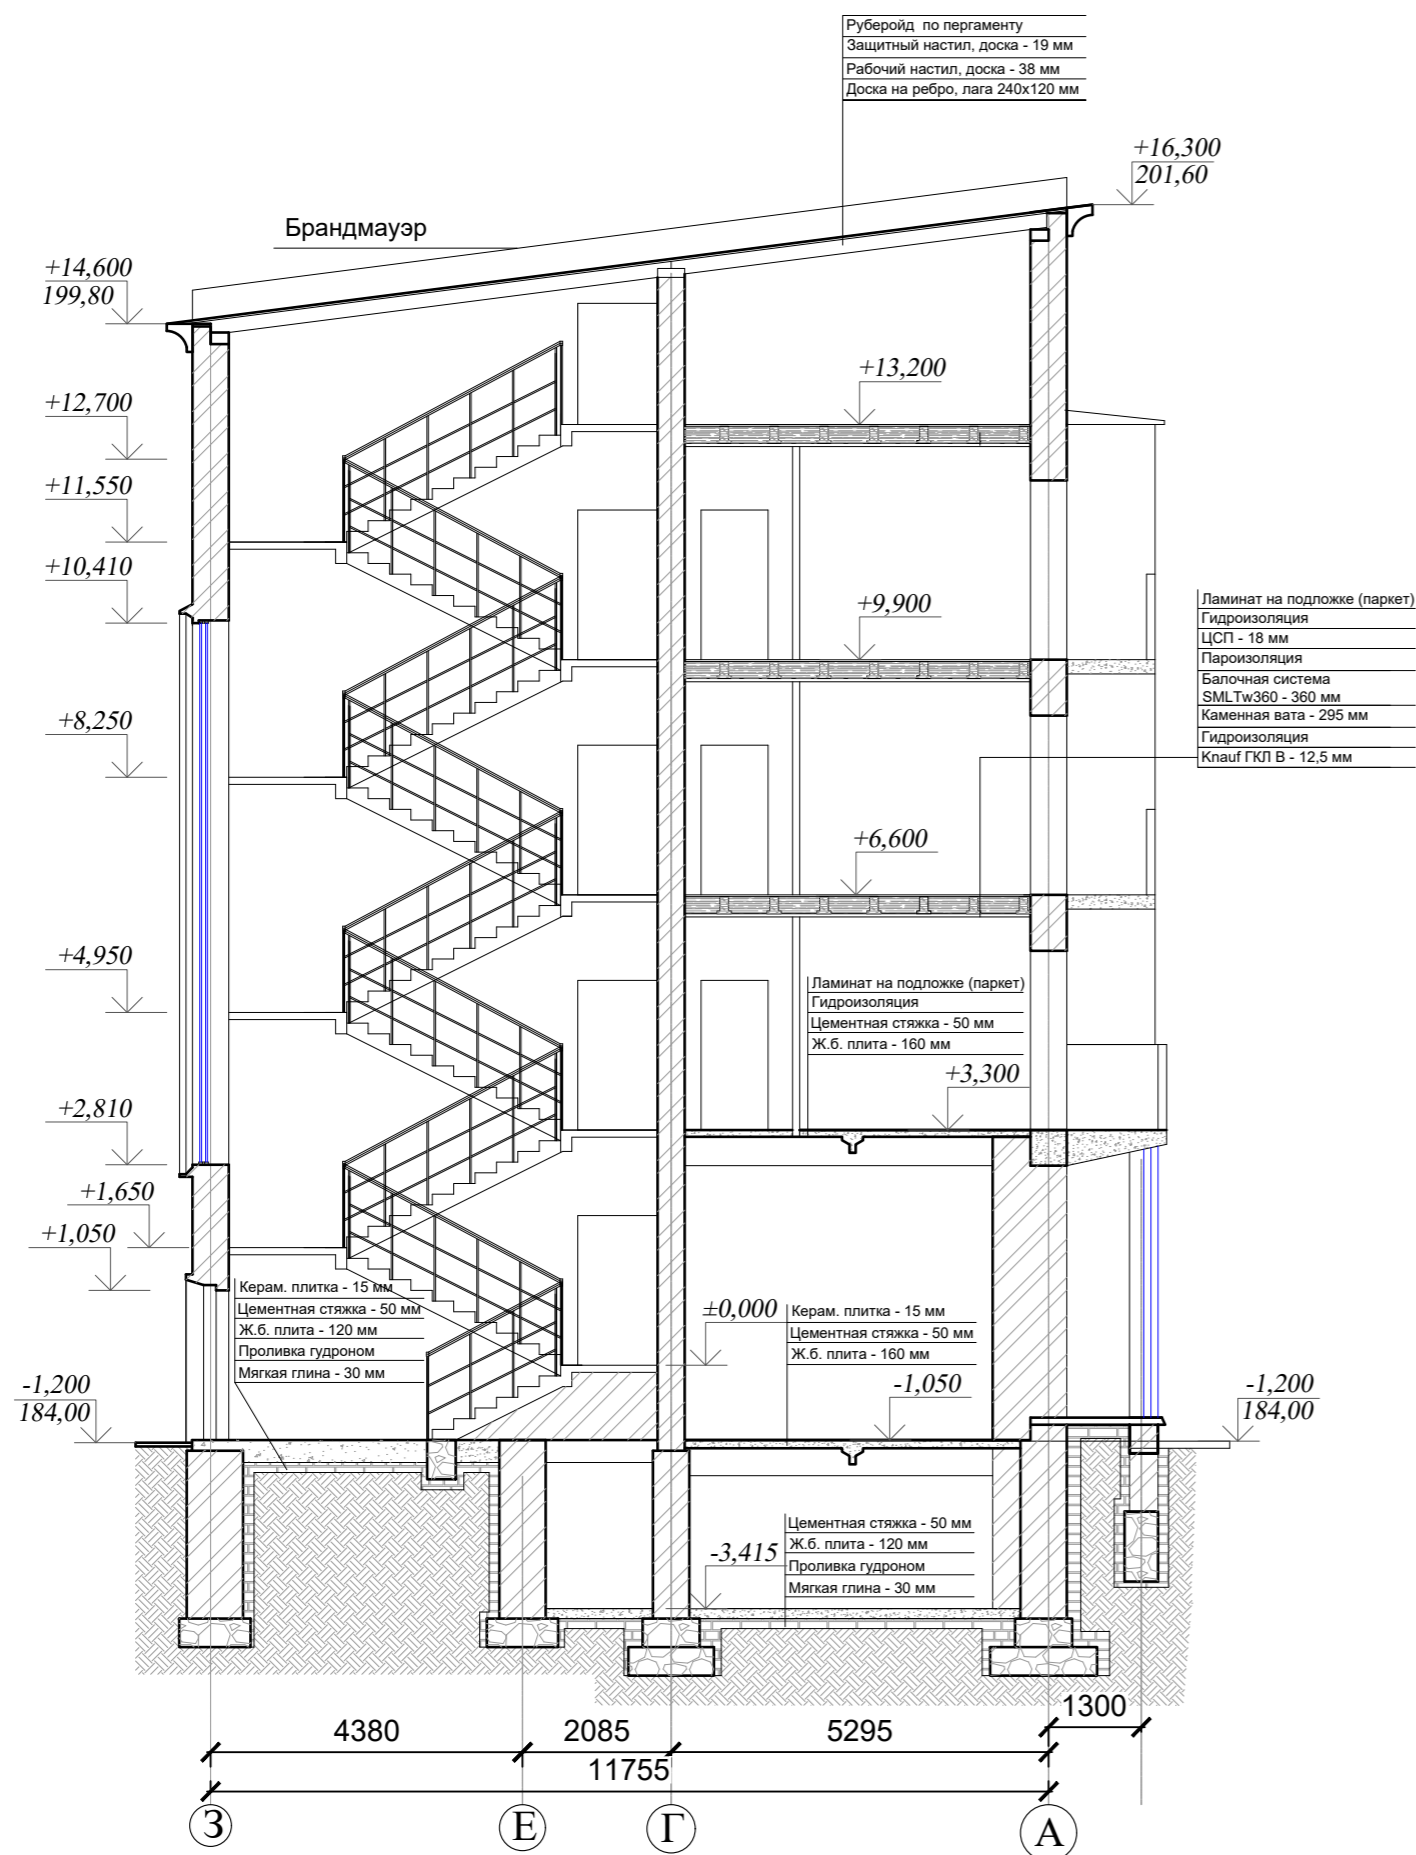 Рубероид по пергаменту
Защитный настил, доска - 19 мм
Рабочий настил, доска - 38 мм
Доска на ребро, лага 240х120 мм
+16,300
201,60
Брандмауэр
+14,600
199,80
+13,200
+12,700
+11,550
+10,410
+9,900
Ламинат на подложке (паркет)
Гидроизоляция
ЦСП - 18 мм
Пароизоляция
Балочная система
SMLTw360 - 360 мм
Каменная вата - 295 мм
Гидроизоляция
Knauf ГКЛ В - 12,5 мм
+8,250
+6,600
+4,950
Ламинат на подложке (паркет)
Гидроизоляция
Цементная стяжка - 50 мм
Ж.б. плита - 160 мм
+3,300
+2,810
+1,650
+1,050
Керам. плитка - 15 мм
Цементная стяжка - 50 мм
Ж.б. плита - 120 мм
Проливка гудроном
Мягкая глина - 30 мм
±0,000
Керам. плитка - 15 мм
Цементная стяжка - 50 мм
Ж.б. плита - 160 мм
-1,050
-1,200
184,00
-1,200
184,00
-3,415
Цементная стяжка - 50 мм
Ж.б. плита - 120 мм
Проливка гудроном
Мягкая глина - 30 мм
1300
4380
2085
5295
11755
З
Е
Г
А